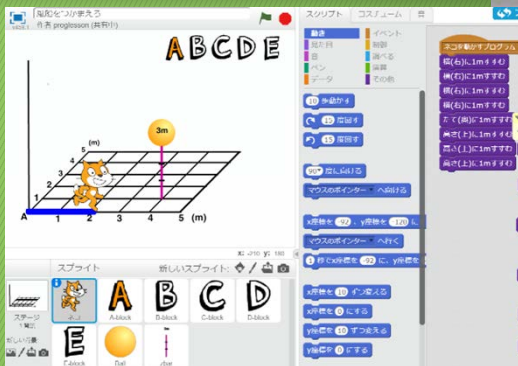 風船をつかまえろ
作者 proglesson (共有中)
A B C D E
3m
(m)
5
4
3
2
1
A 1 2 3 4 5 (m)
スプライト
新しいスプライト:
ステージ
A-block
B-block
C-block
D-block
E-block
Ball
スクリプト コスチューム 音
動き
イベント
見た目
制御
音
調べる
ペン
演算
データ
その他
10 歩動かす
15 度回す
15 度回す
90 度に向ける
マウスのポインター へ向ける
x座標を -92 、y座標を -120 に
マウスのポインター へ行く
1 秒でx座標を -92 に、y座標を
x座標を 10 ずつ変える
x座標を 0 にする
y座標を 10 ずつ変える
y座標を 0 にする
ネコを動かすプログラム
横(右)に1mすすむ
横(右)に1mすすむ
横(右)に1mすすむ
横(右)に1mすすむ
たて(奥)に1mすすむ
高さ(上)に1mすすむ
高さ(上)に1mすすむ
高さ(上)に1mすすむ